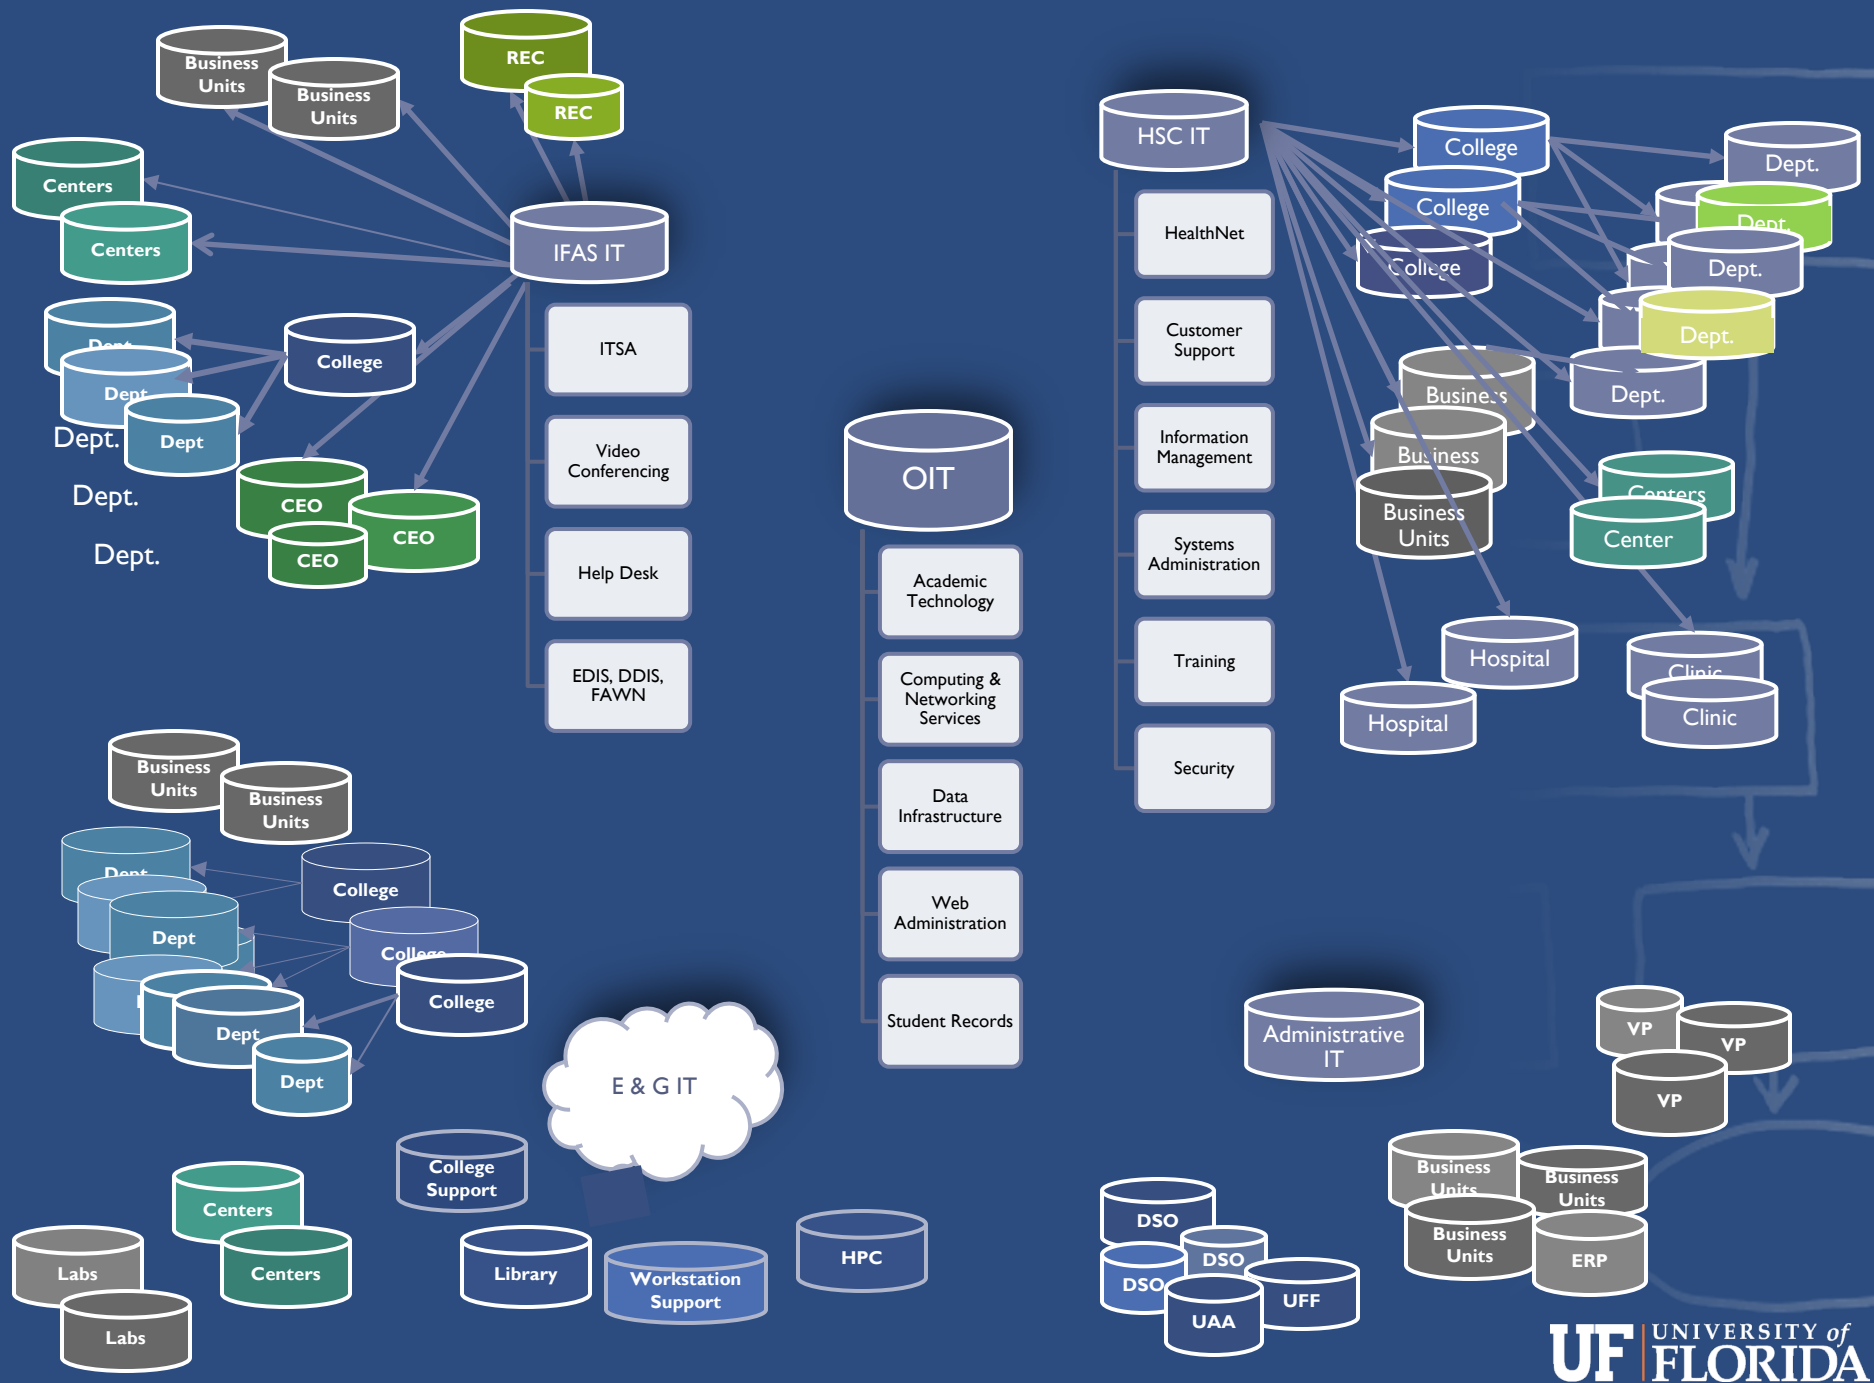 Business
Units
Business
Units
REC
REC
Centers
Centers
IFAS IT
ITSA
Video
Conferencing
Help Desk
EDIS, DDIS,
FAWN
Dept
Dept
Dept
College
Dept.
Dept.
Dept.
CEO
CEO
CEO
OIT
Academic
Technology
Computing &
Networking
Services
Data
Infrastructure
Web
Administration
Student Records
HSC IT
HealthNet
Customer
Support
Information
Management
Systems
Administration
Training
Security
College
College
College
Dept.
Dept.
Dept.
Dept.
Dept.
Business
Business
Business
Units
Centers
Center
Hospital
Hospital
Clinic
Clinic
Business
Units
Business
Units
Dept
Dept
Dept
Dept
College
College
College
E & G IT
College
Support
Centers
Centers
Labs
Labs
Library
Workstation
Support
HPC
Administrative
IT
VP
VP
VP
Business
Units
Business
Units
Business
Units
ERP
DSO
DSO
DSO
UFF
UAA
UF
UNIVERSITY of
FLORIDA